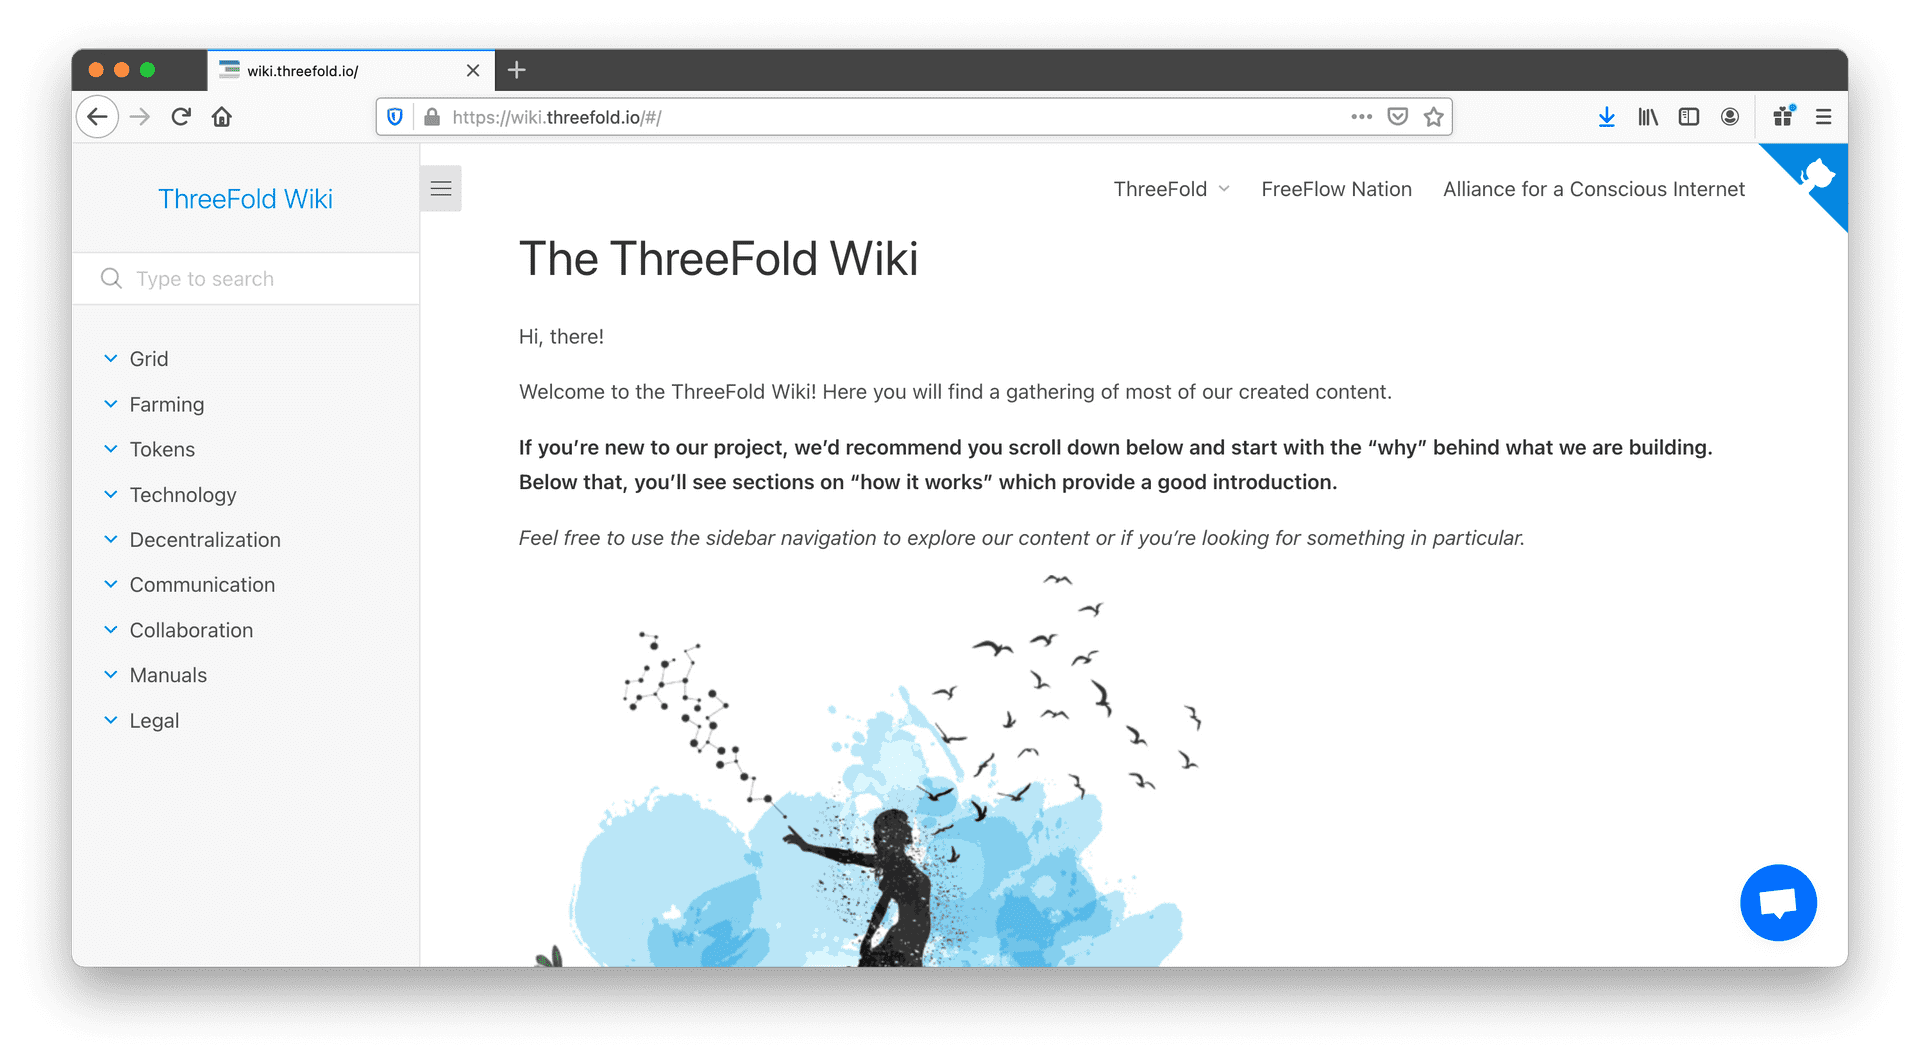 wiki.threefold.io/
https://wiki.threefold.io/#/
ThreeFold Wiki
Type to search
Grid
Farming
Tokens
Technology
Decentralization
Communication
Collaboration
Manuals
Legal
ThreeFold
FreeFlow Nation
Alliance for a Conscious Internet
The ThreeFold Wiki
Hi, there!
Welcome to the ThreeFold Wiki! Here you will find a gathering of most of our created content.
If you’re new to our project, we’d recommend you scroll down below and start with the “why” behind what we are building.
Below that, you’ll see sections on “how it works” which provide a good introduction.
Feel free to use the sidebar navigation to explore our content or if you’re looking for something in particular.